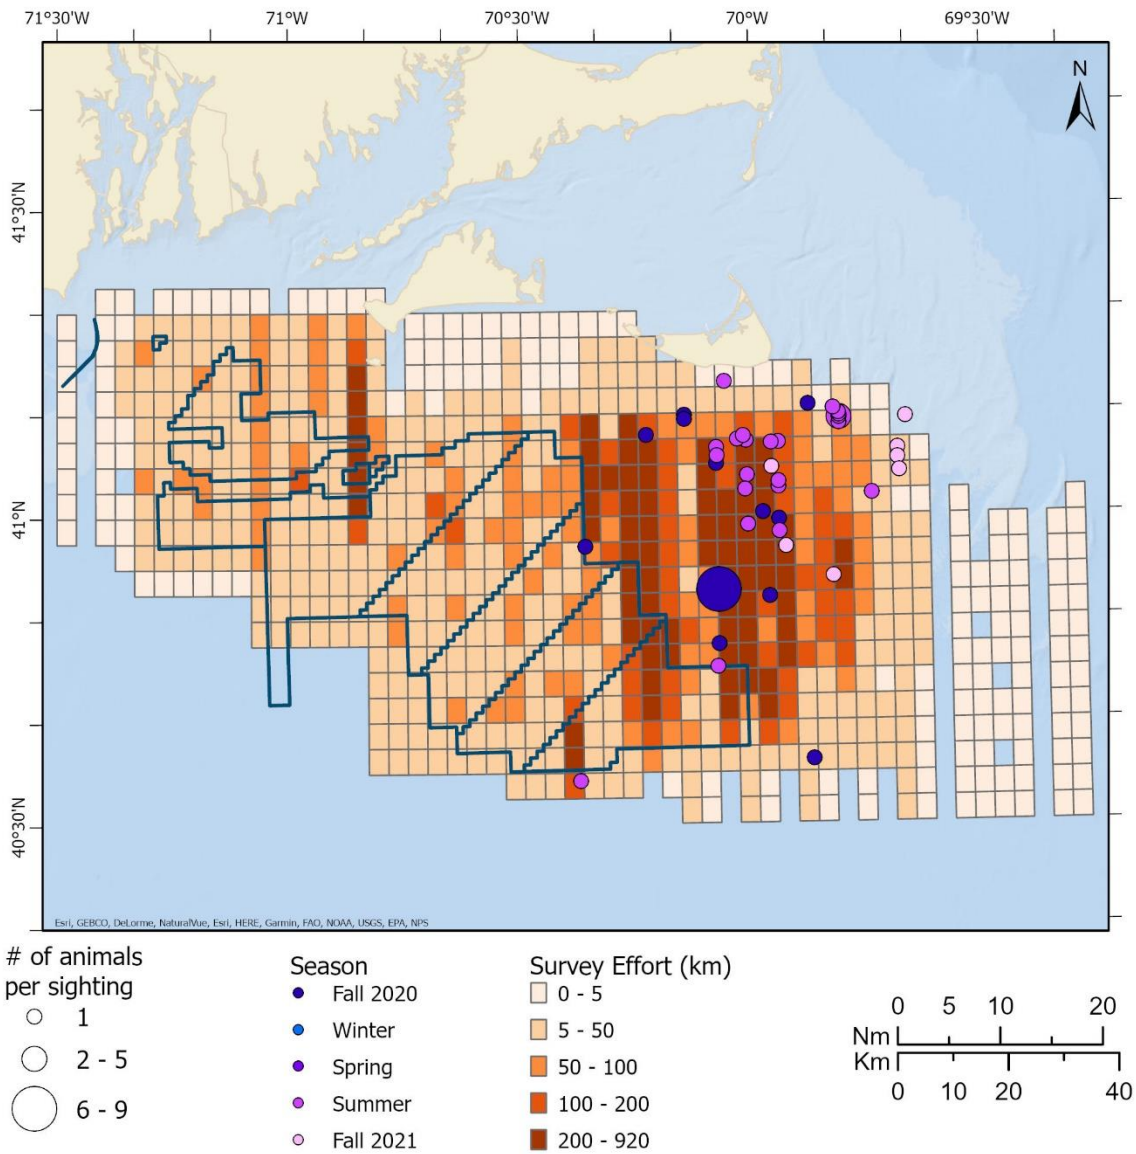 71°30'W 71°W 70°30'W 70°W 69°30'W
N
41°30'N
41°N
40°30'N
Esri, GEBCO, DeLorme, NaturalVue, Esri, HERE, Garmin, FAO, NOAA, USGS, EPA, NPS
# of animals
per sighting
1
2 - 5
6 - 9
Season
Fall 2020
Winter
Spring
Summer
Fall 2021
Survey Effort (km)
0 - 5
5 - 50
50 - 100
100 - 200
200 - 920
0 5 10 20
Nm
Km
0 10 20 40